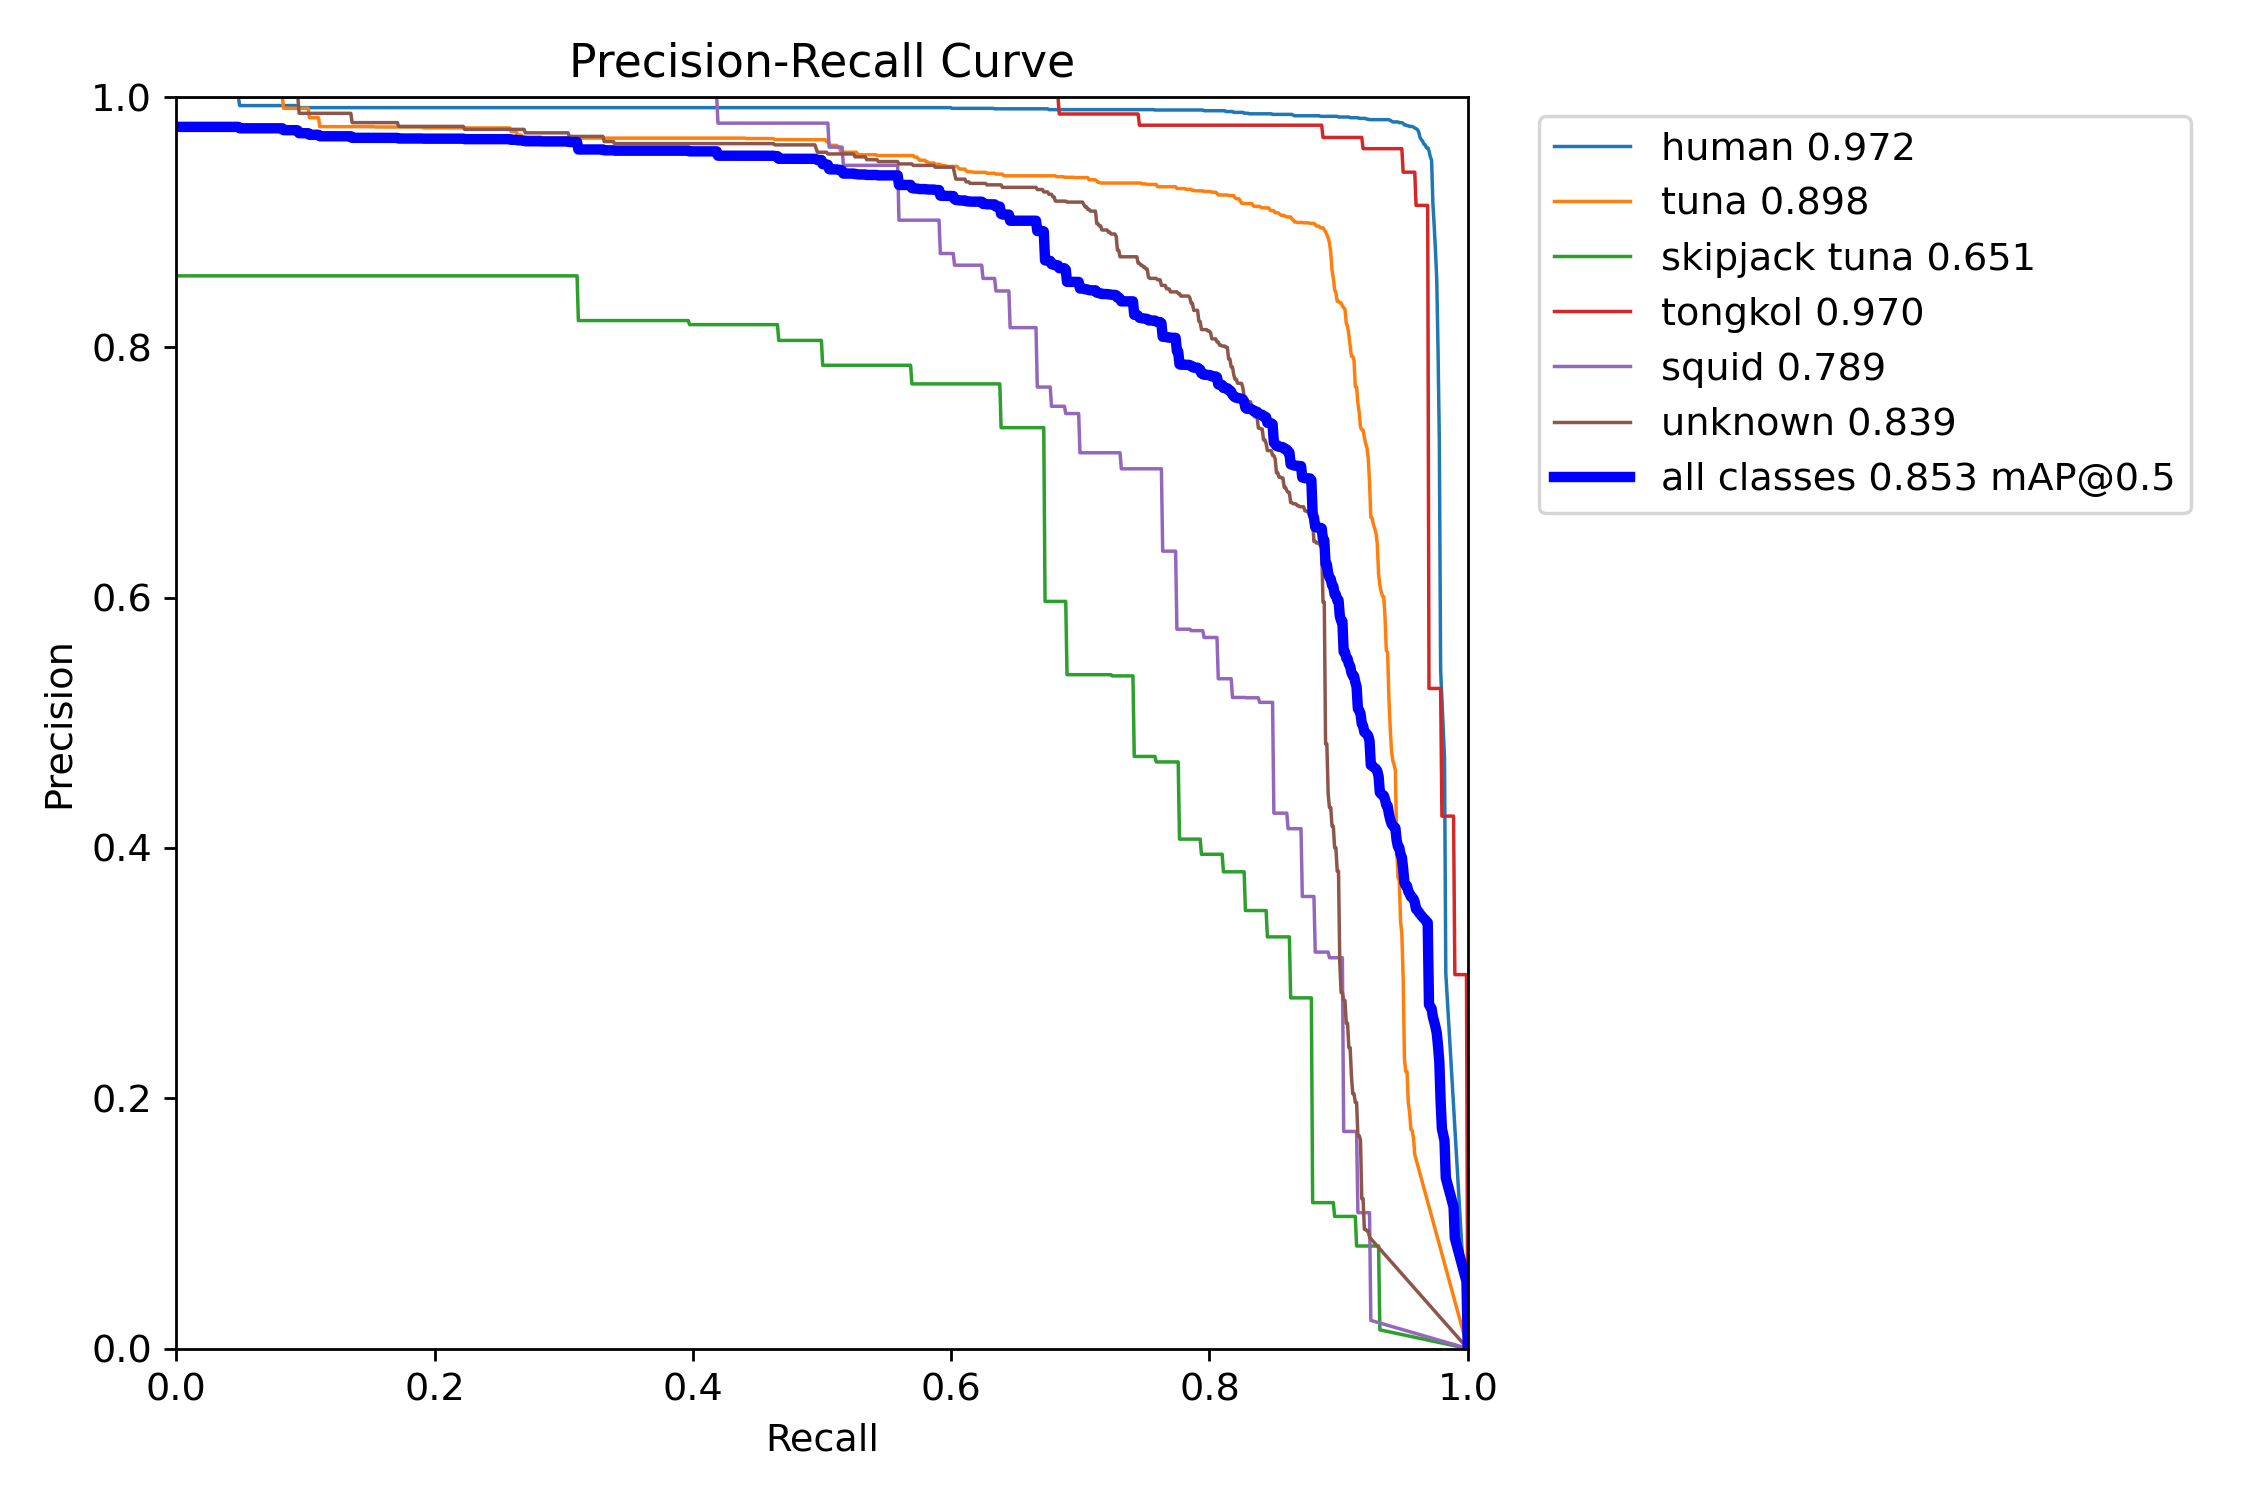 Precision-Recall Curve
1.0
0.8
0.6
0.4
0.2
0.0
Precision
0.0 0.2 0.4 0.6 0.8 1.0
Recall
human 0.972
tuna 0.898
skipjack tuna 0.651
tongkol 0.970
squid 0.789
unknown 0.839
all classes 0.853 mAP@0.5